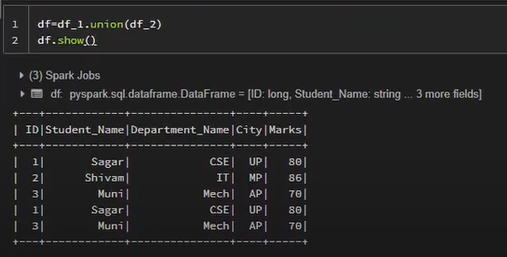 1 df=df_1.union(df_2)
2 df.show()
(3) Spark Jobs
df: pyspark.sql.dataframe.DataFrame = [ID: long, Student_Name: string ... 3 more fields]
+---+------------+---------------+----+-----+
| ID|Student_Name|Department_Name|City|Marks|
+---+------------+---------------+----+-----+
|  1|       Sagar|            CSE|  UP|   80|
|  2|      Shivam|             IT|  MP|   86|
|  3|        Muni|           Mech|  AP|   70|
|  1|       Sagar|            CSE|  UP|   80|
|  3|        Muni|           Mech|  AP|   70|
+---+------------+---------------+----+-----+